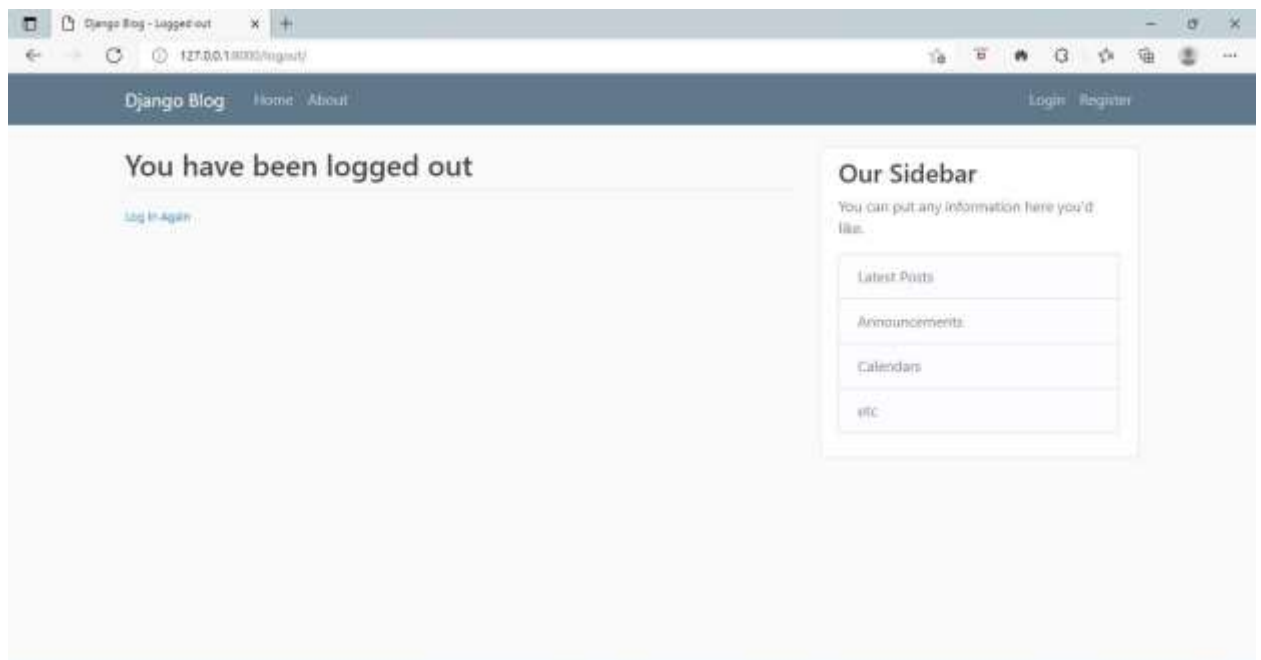 Django Blog - Logged out
127.0.0.1:8000/logout/
Django Blog Home About Login Register
You have been logged out
Log In Again
Our Sidebar
You can put any information here you'd
like.
Latest Posts
Announcements
Calendars
etc